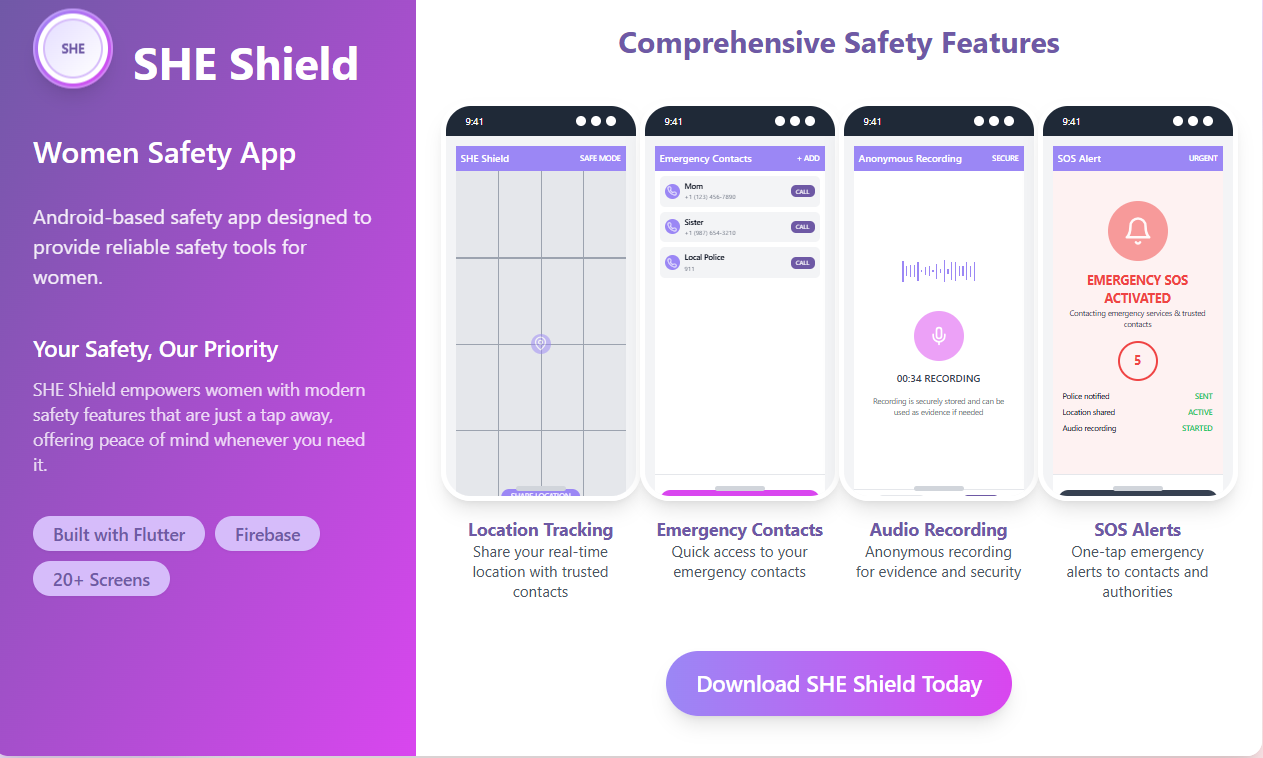 SHE
SHE Shield
Women Safety App
Android-based safety app designed to
provide reliable safety tools for
women.
Your Safety, Our Priority
SHE Shield empowers women with modern
safety features that are just a tap away,
offering peace of mind whenever you need
it.
Built with Flutter
Firebase
20+ Screens
Comprehensive Safety Features
9:41
SHE Shield
SAFE MODE
SHARE LOCATION
Location Tracking
Share your real-time
location with trusted
contacts
9:41
Emergency Contacts
+ ADD
Mom
+1 (123) 456-7890
CALL
Sister
+1 (987) 654-3210
CALL
Local Police
911
CALL
Emergency Contacts
Quick access to your
emergency contacts
9:41
Anonymous Recording
SECURE
00:34 RECORDING
Recording is securely stored and can be
used as evidence if needed
Audio Recording
Anonymous recording
for evidence and security
9:41
SOS Alert
URGENT
EMERGENCY SOS
ACTIVATED
Contacting emergency services & trusted
contacts
5
Police notified
SENT
Location shared
ACTIVE
Audio recording
STARTED
SOS Alerts
One-tap emergency
alerts to contacts and
authorities
Download SHE Shield Today